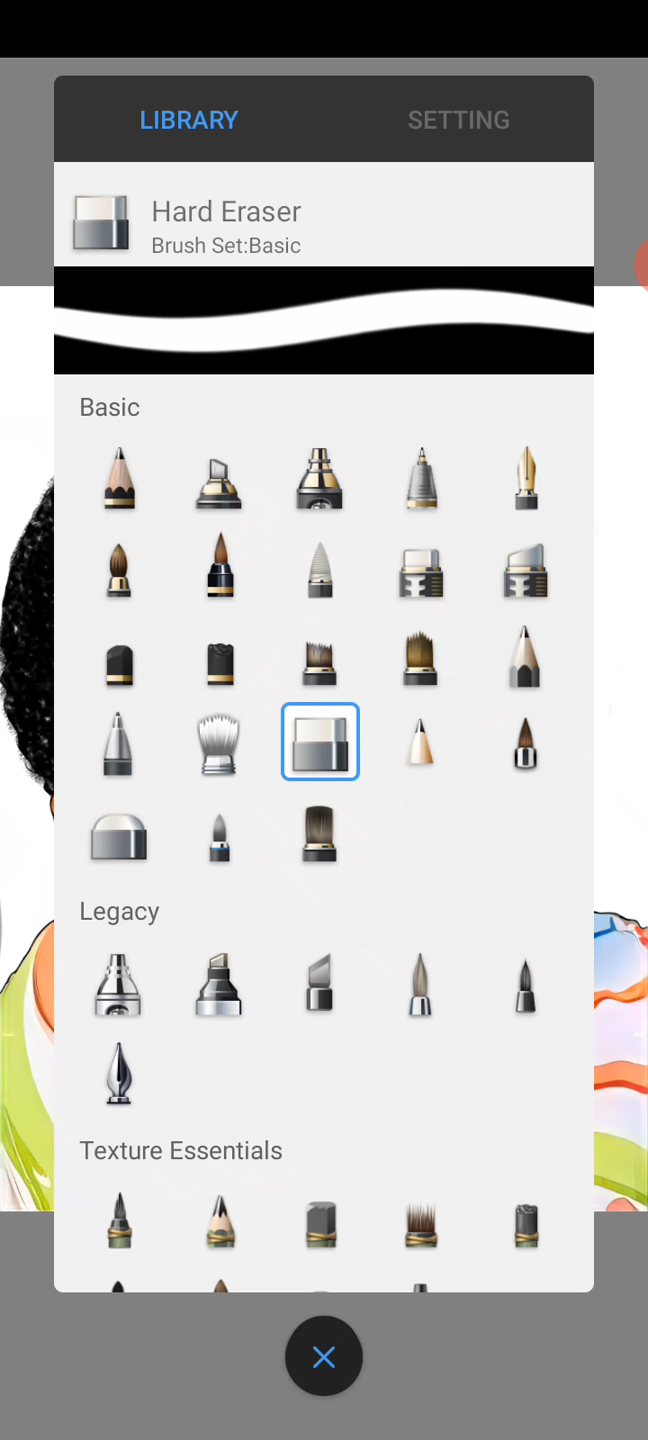 LIBRARY SETTING
Hard Eraser
Brush Set:Basic
Basic
Legacy
Texture Essentials